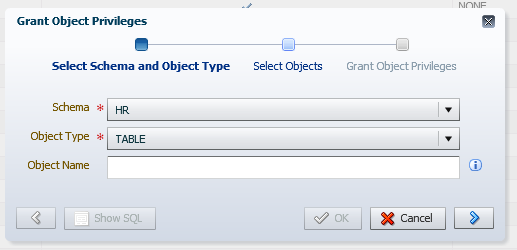 NONE
Grant Object Privileges
Select Schema and Object Type Select Objects Grant Object Privileges
Schema * HR
Object Type * TABLE
Object Name
Show SQL OK Cancel